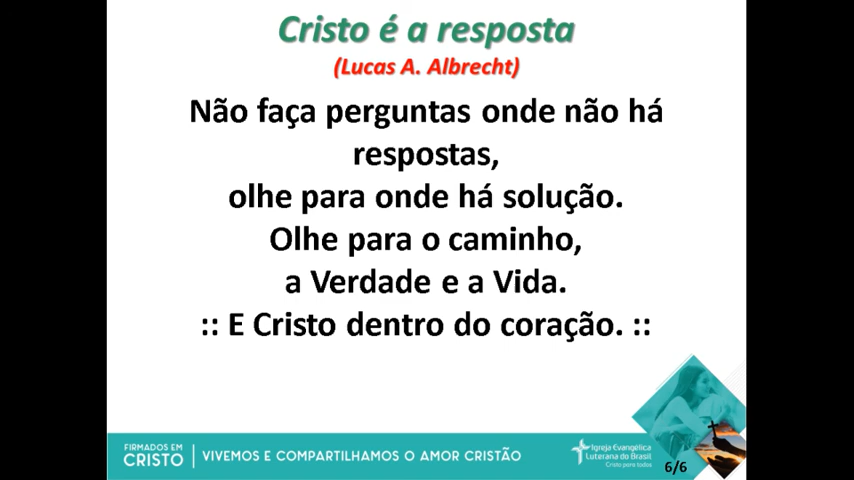 Cristo é a resposta
(Lucas A. Albrecht)
Não faça perguntas onde não há
respostas,
olhe para onde há solução.
Olhe para o caminho,
a Verdade e a Vida.
:: E Cristo dentro do coração. ::
FIRMADOS EM
CRISTO
VIVEMOS E COMPARTILHAMOS O AMOR CRISTÃO
Igreja Evangélica
Luterana do Brasil
Cristo para todos
6/6